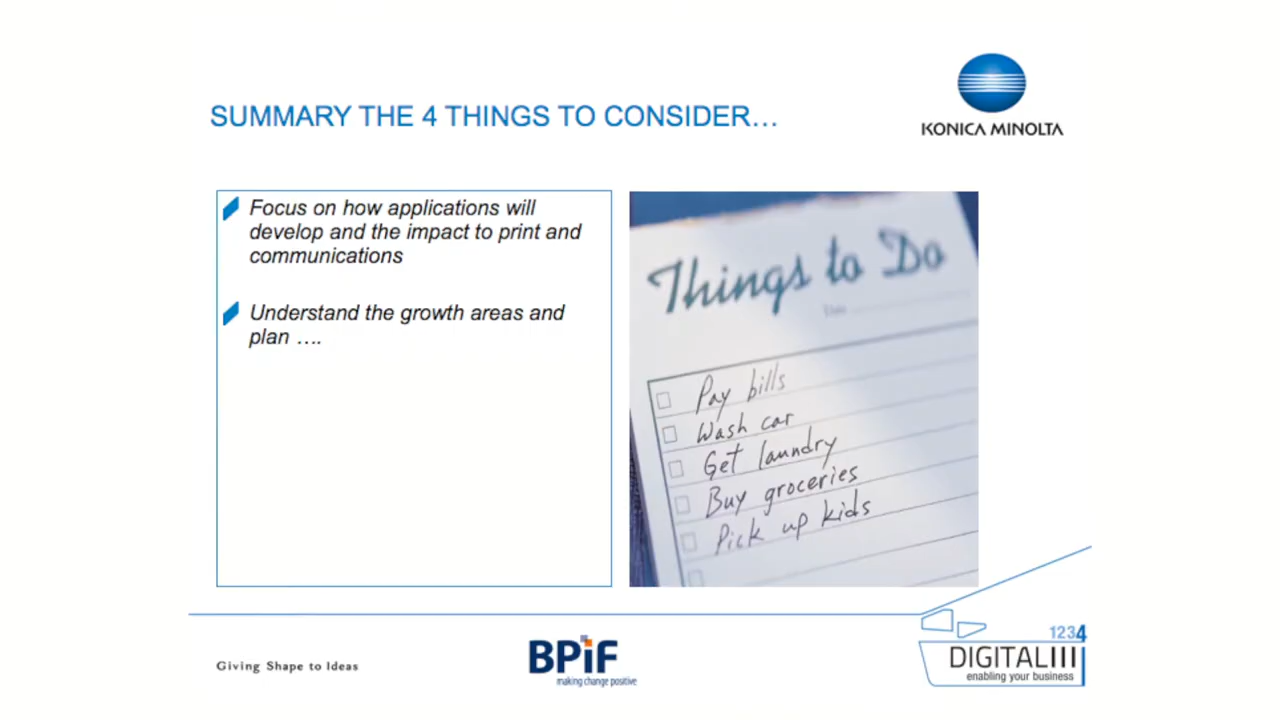 SUMMARY THE 4 THINGS TO CONSIDER…
KONICA MINOLTA
Focus on how applications will
develop and the impact to print and
communications
Understand the growth areas and
plan ….
Things to Do
Date
Pay bills
Wash car
Get laundry
Buy groceries
Pick up kids
Giving Shape to Ideas
BPiF
making change positive
1234
DIGITALIII
enabling your business